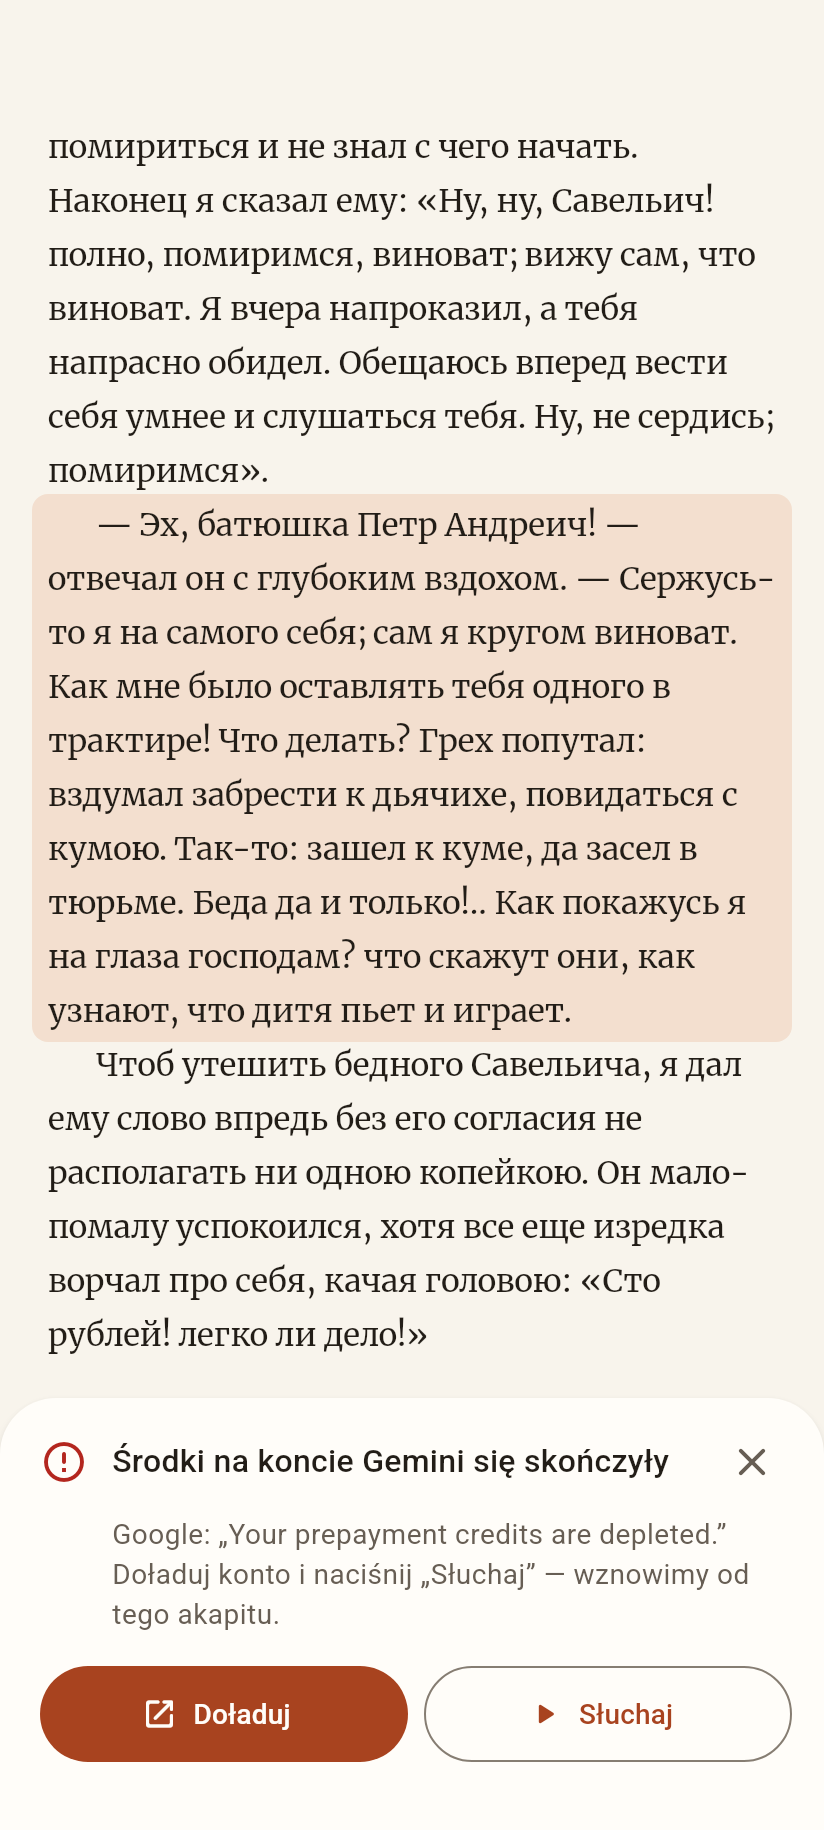 помириться и не знал с чего начать.
Наконец я сказал ему: «Ну, ну, Савельич!
полно, помиримся, виноват; вижу сам, что
виноват. Я вчера напроказил, а тебя
напрасно обидел. Обещаюсь вперед вести
себя умнее и слушаться тебя. Ну, не сердись;
помиримся».
— Эх, батюшка Петр Андреич! —
отвечал он с глубоким вздохом. — Сержусь-
то я на самого себя; сам я кругом виноват.
Как мне было оставлять тебя одного в
трактире! Что делать? Грех попутал:
вздумал забрести к дьячихе, повидаться с
кумою. Так-то: зашел к куме, да засел в
тюрьме. Беда да и только!.. Как покажусь я
на глаза господам? что скажут они, как
узнают, что дитя пьет и играет.
Чтоб утешить бедного Савельича, я дал
ему слово впредь без его согласия не
располагать ни одною копейкою. Он мало-
помалу успокоился, хотя все еще изредка
ворчал про себя, качая головою: «Сто
рублей! легко ли дело!»
Środki na koncie Gemini się skończyły
Google: „Your prepayment credits are depleted.”
Doładuj konto i naciśnij „Słuchaj” — wznowimy od
tego akapitu.
Doładuj
Słuchaj